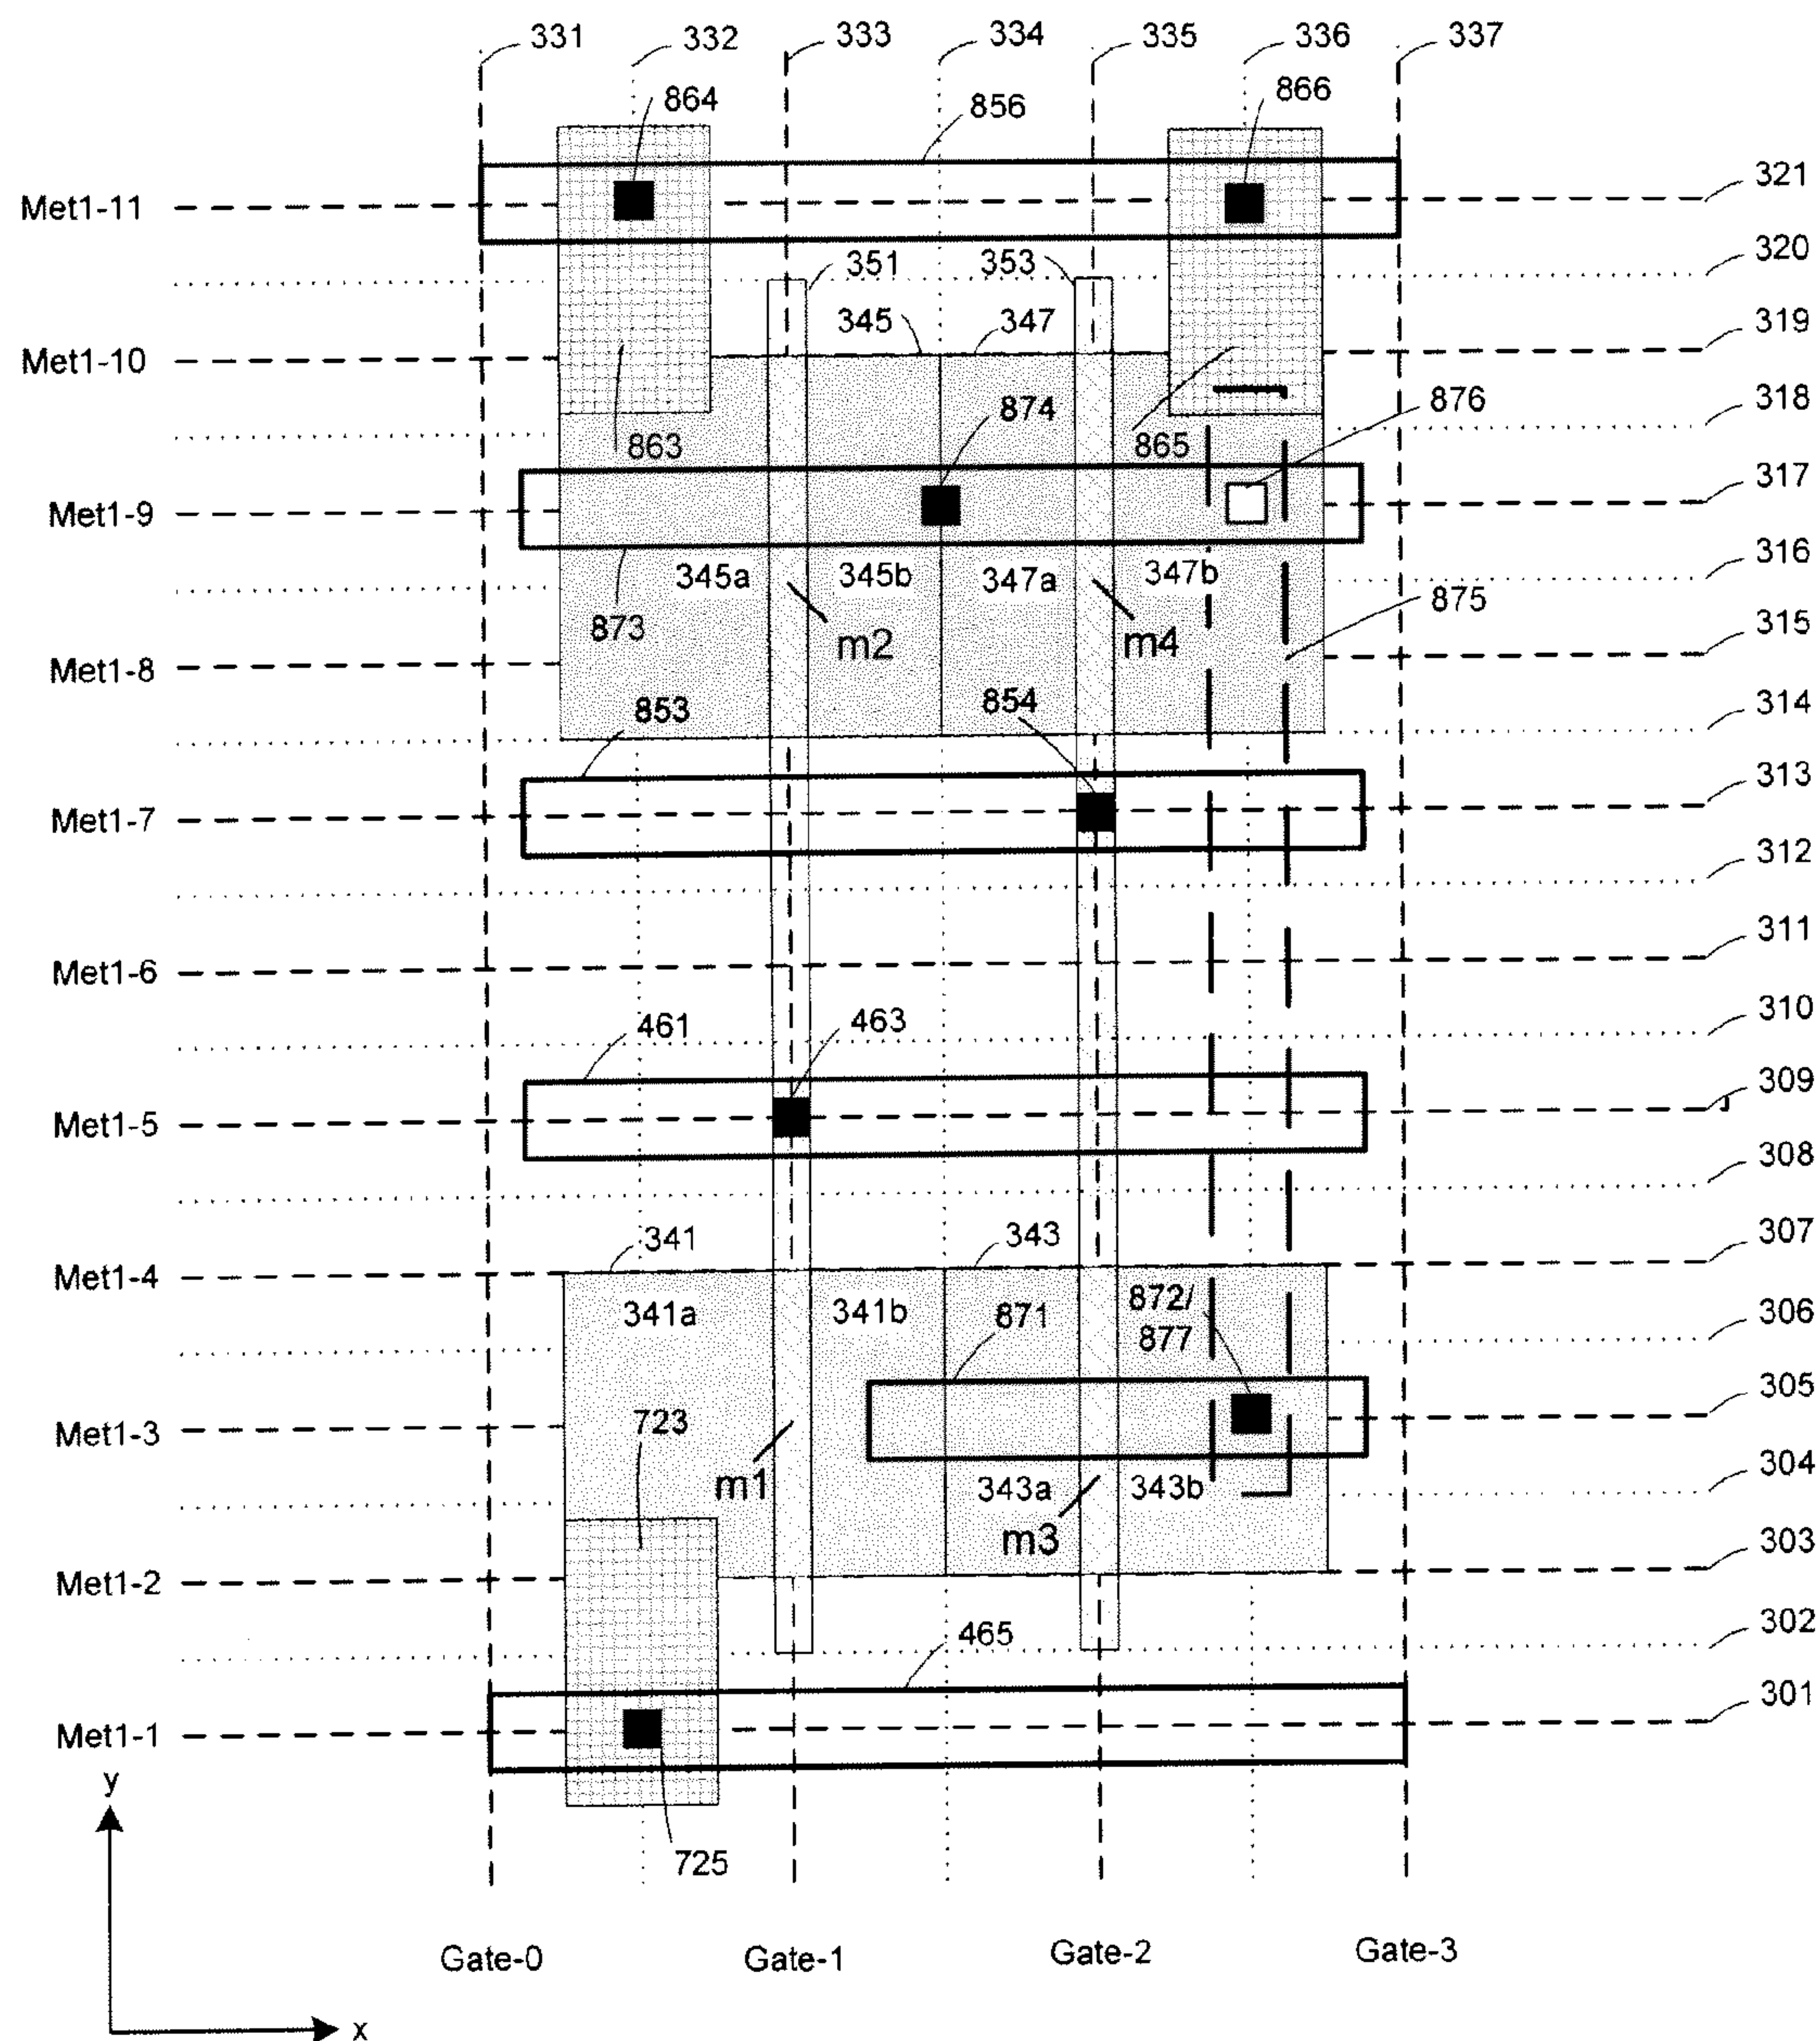 331 332 333 334 335 336 337
864 856 866
Met1-11 321
351 353 320
345 347 319
Met1-10
874 876 318
863 865
Met1-9 317
345a 345b 347a 347b 316
873 875
m2 m4 315
Met1-8
853 854 314
313
Met1-7
312
311
Met1-6
461 463 310
309
Met1-5
308
341 343 307
Met1-4
341a 341b 871 872/ 306
877
723 305
Met1-3
m1 343a 343b 304
m3 303
Met1-2
465 302
301
Met1-1
y
725
Gate-0 Gate-1 Gate-2 Gate-3
x